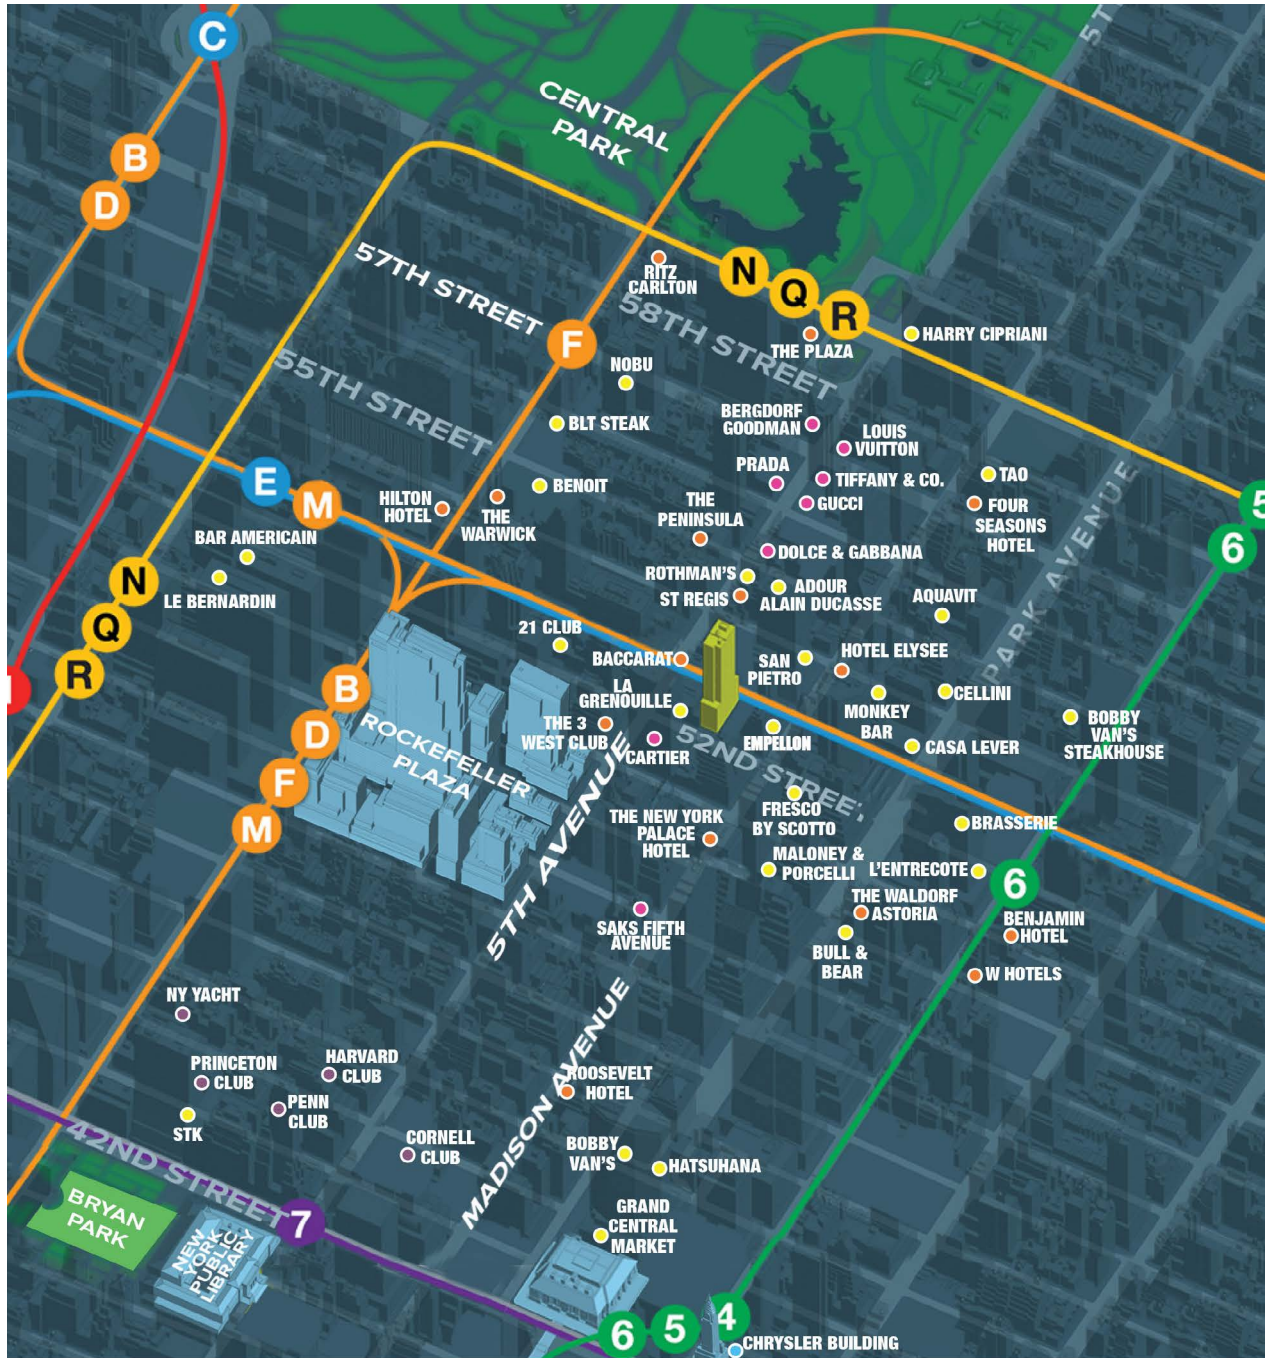 C
5T
CENTRAL
PARK
B
D
57TH STREET
RITZ
CARLTON
N
Q
R
58TH STREET
F
THE PLAZA
HARRY CIPRIANI
55TH STREET
NOBU
BLT STEAK
BERGDORF
GOODMAN
LOUIS
VUITTON
PRADA
TIFFANY & CO.
GUCCI
TAO
FOUR
SEASONS
HOTEL
5
6
E
M
HILTON
HOTEL
THE
WARWICK
BENOIT
THE
PENINSULA
BAR AMERICAIN
LE BERNARDIN
DOLCE & GABBANA
ROTHMAN'S
ST REGIS
ADOUR
ALAIN DUCASSE
AQUAVIT
PARK AVENUE
N
Q
R
1
21 CLUB
BACCARAT
SAN
PIETRO
HOTEL ELYSEE
LA
GRENOUILLE
MONKEY
BAR
CELLINI
BOBBY
VAN'S
STEAKHOUSE
B
D
F
M
ROCKEFELLER
PLAZA
THE 3
WEST CLUB
CARTIER
EMPELLON
CASA LEVER
52ND STREET
5TH AVENUE
FRESCO
BY SCOTTO
THE NEW YORK
PALACE
HOTEL
BRASSERIE
MALONEY &
PORCELLI
L'ENTRECOTE
6
THE WALDORF
ASTORIA
BENJAMIN
HOTEL
SAKS FIFTH
AVENUE
BULL &
BEAR
W HOTELS
NY YACHT
MADISON AVENUE
PRINCETON
CLUB
HARVARD
CLUB
PENN
CLUB
STK
ROOSEVELT
HOTEL
CORNELL
CLUB
BOBBY
VAN'S
HATSUHANA
42ND STREET
7
BRYAN
PARK
NEW
YORK
PUBLIC
LIBRARY
GRAND
CENTRAL
MARKET
6
5
4
CHRYSLER BUILDING